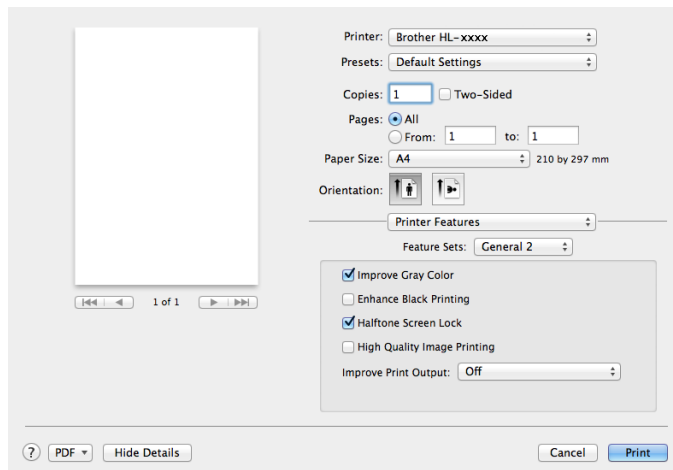 Printer: Brother HL-xxxx
Presets: Default Settings
Copies: 1 Two-Sided
Pages: All
From: 1 to: 1
Paper Size: A4 210 by 297 mm
Orientation:
Printer Features
Feature Sets: General 2
Improve Gray Color
Enhance Black Printing
Halftone Screen Lock
High Quality Image Printing
Improve Print Output: Off
1 of 1
? PDF Hide Details Cancel Print